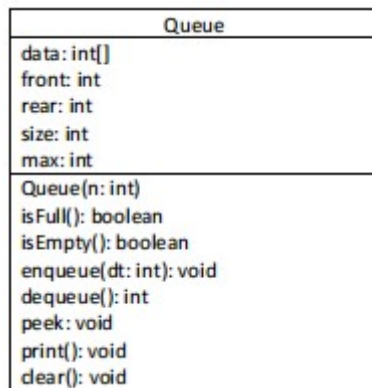 Queue
data: int[]
front: int
rear: int
size: int
max: int
Queue(n: int)
isFull(): boolean
isEmpty(): boolean
enqueue(dt: int): void
dequeue(): int
peek: void
print(): void
clear(): void